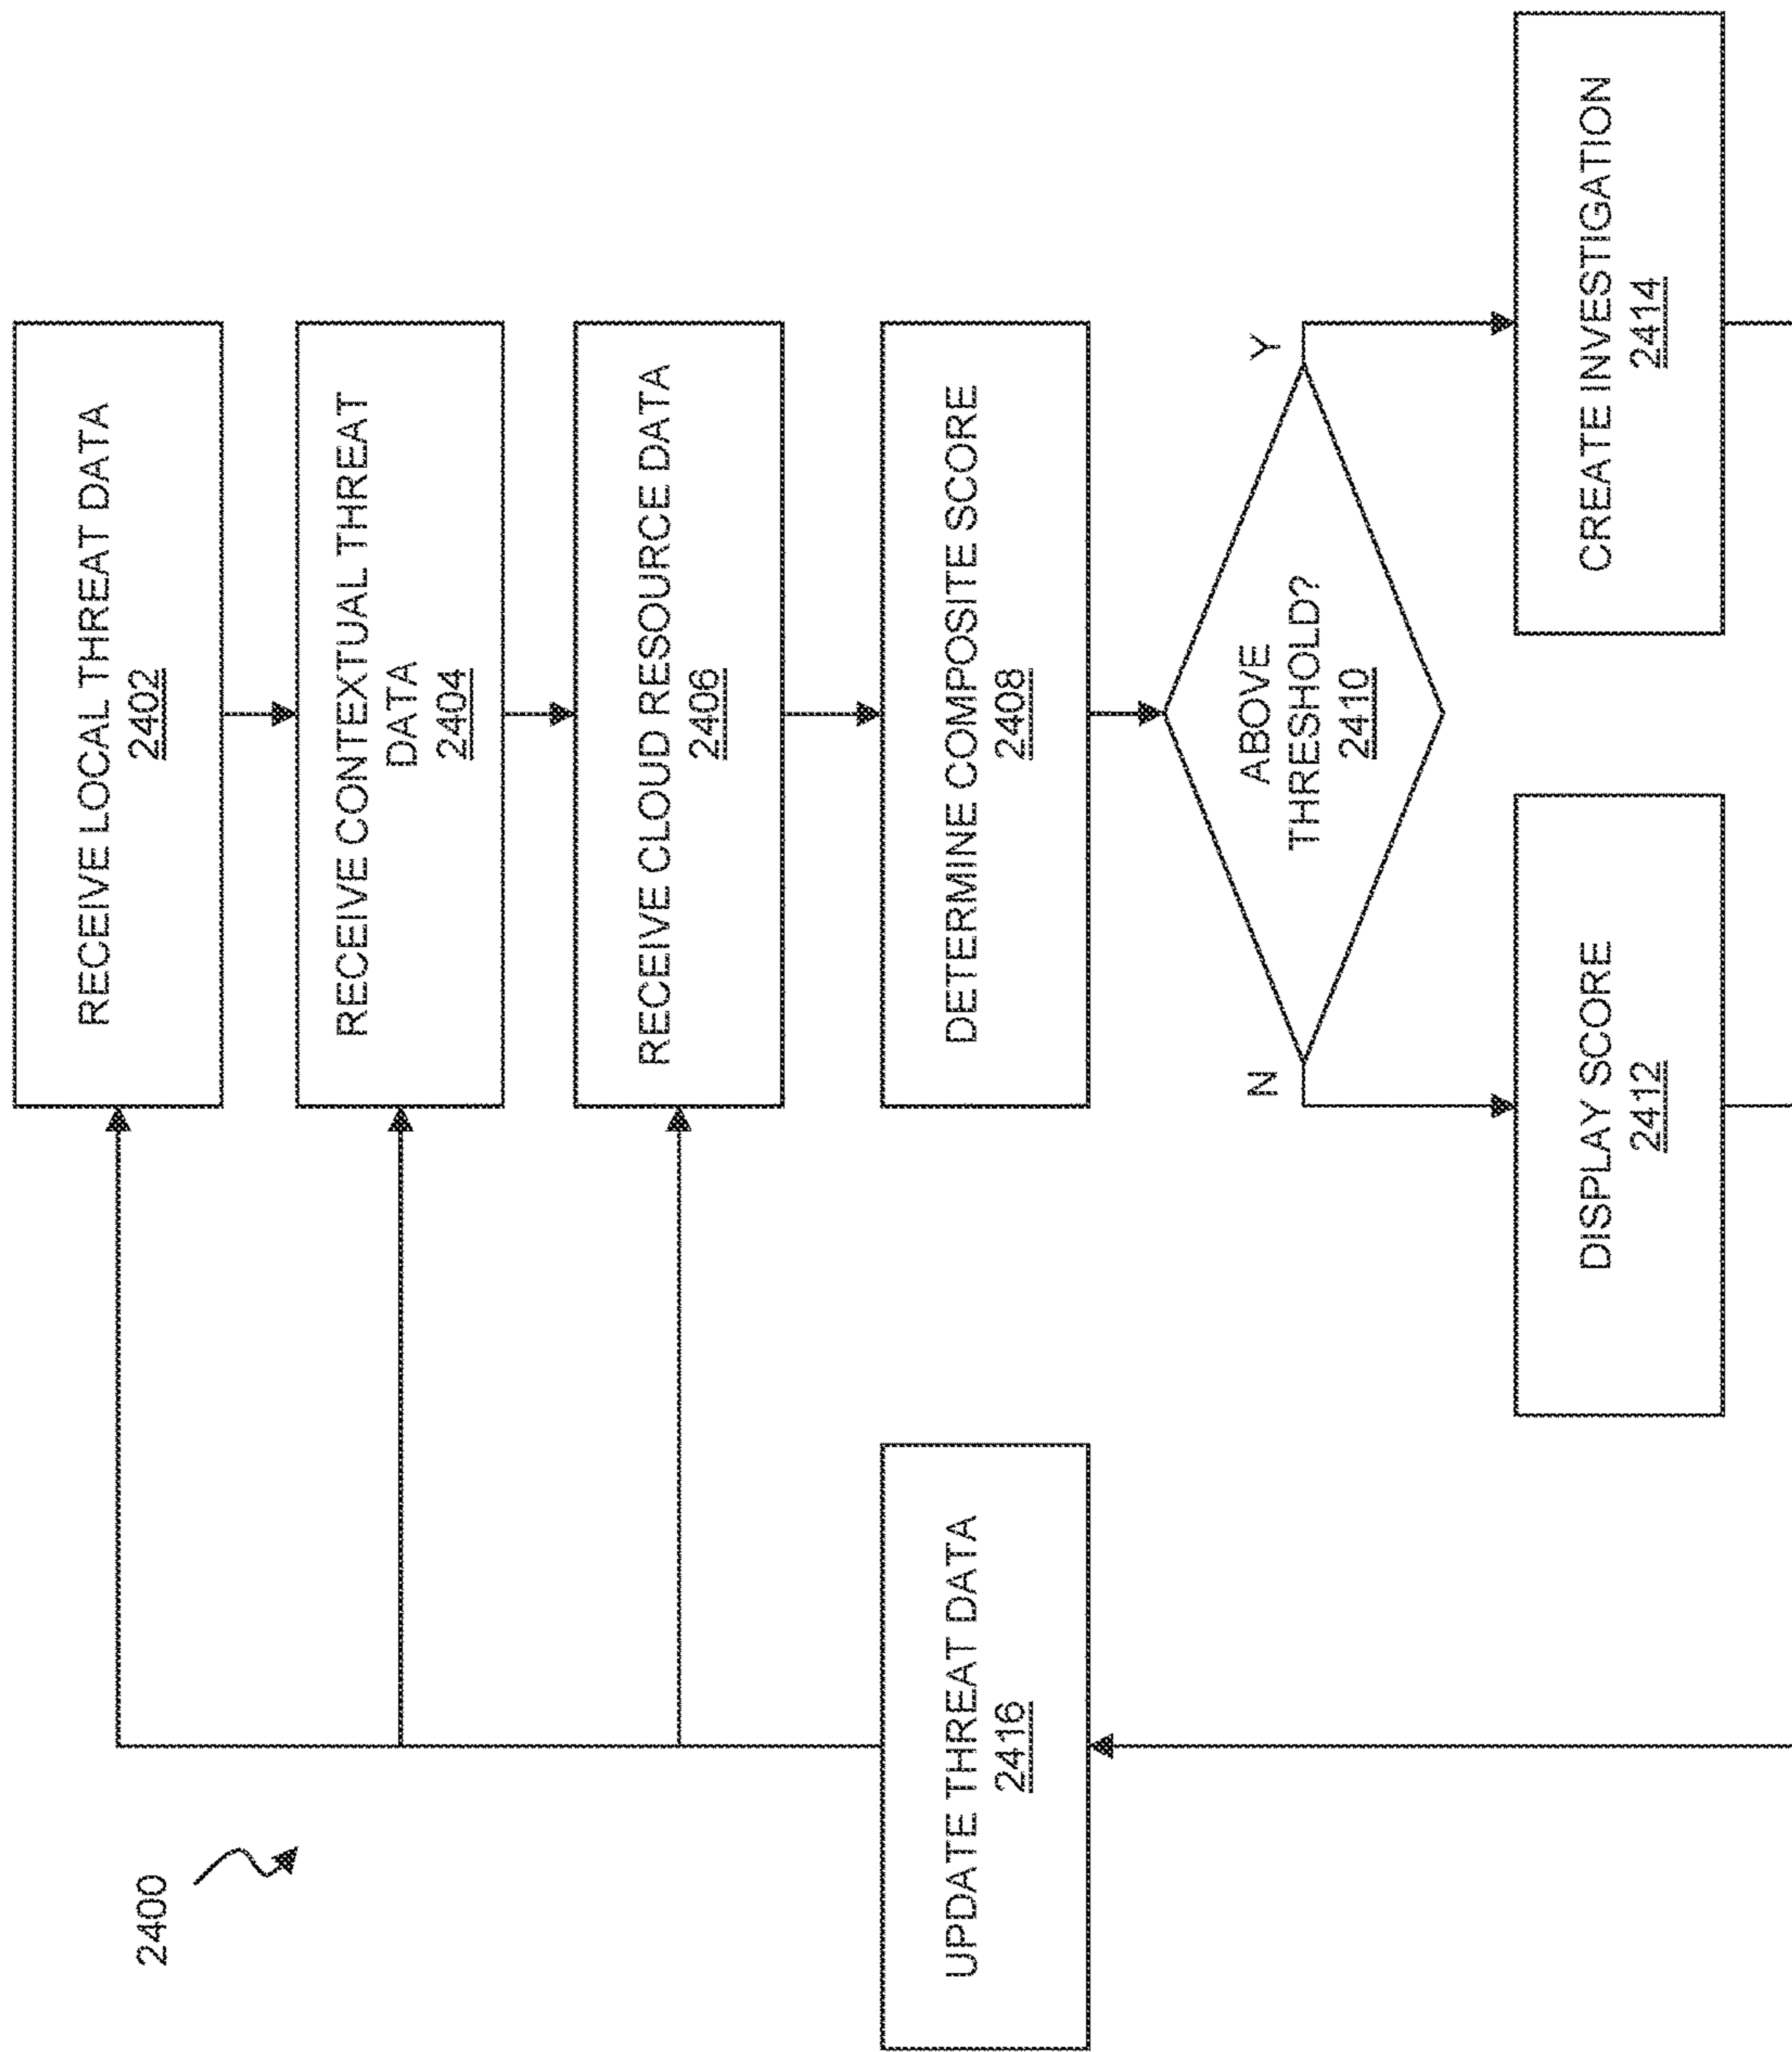 2400
RECEIVE LOCAL THREAT DATA
2402
RECEIVE CONTEXTUAL THREAT
DATA
2404
RECEIVE CLOUD RESOURCE DATA
2406
UPDATE THREAT DATA
2416
DETERMINE COMPOSITE SCORE
2408
N
ABOVE
THRESHOLD?
2410
Y
DISPLAY SCORE
2412
CREATE INVESTIGATION
2414